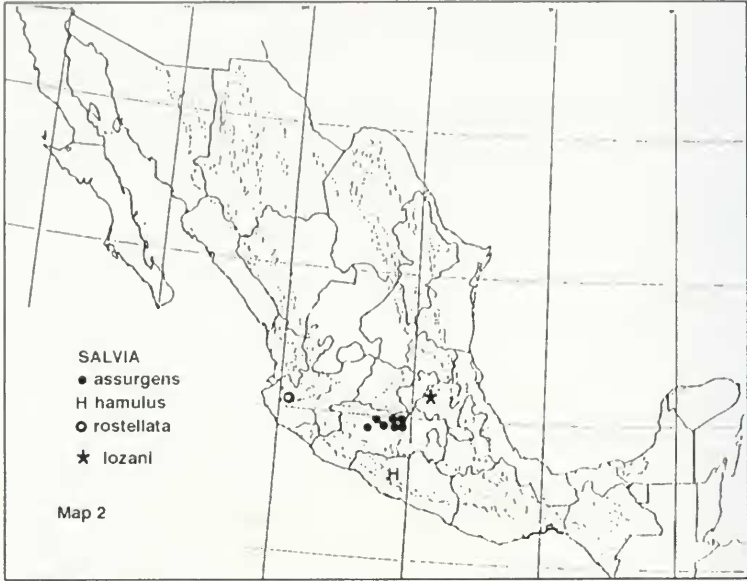 SALVIA
● assurgens
H hamulus
○ rostellata
★ lozani
H
Map 2